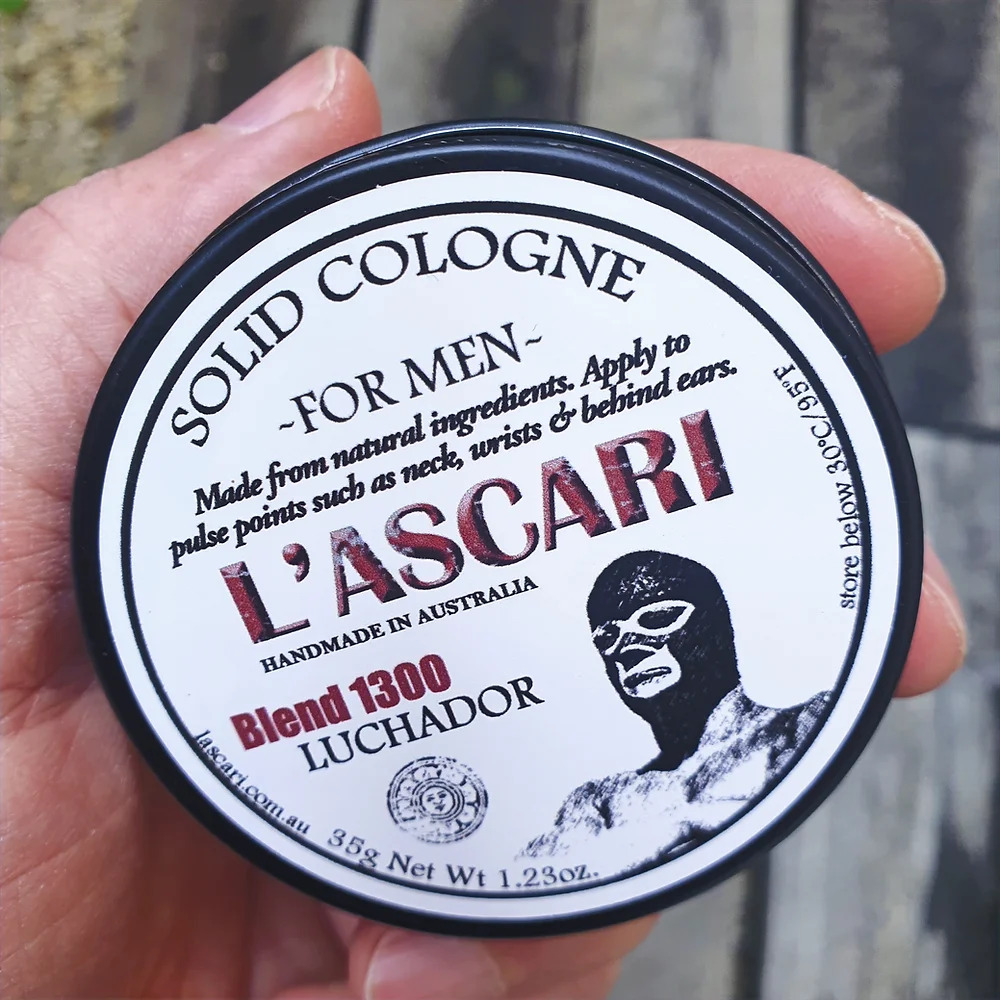 SOLID COLOGNE
~FOR MEN~
Made from natural ingredients. Apply to
pulse points such as neck, wrists & behind ears.
L'ASCARI
HANDMADE IN AUSTRALIA
Blend 1300
LUCHADOR
lascari.com.au
35g Net Wt 1.23oz.
store below 30°C/95°F